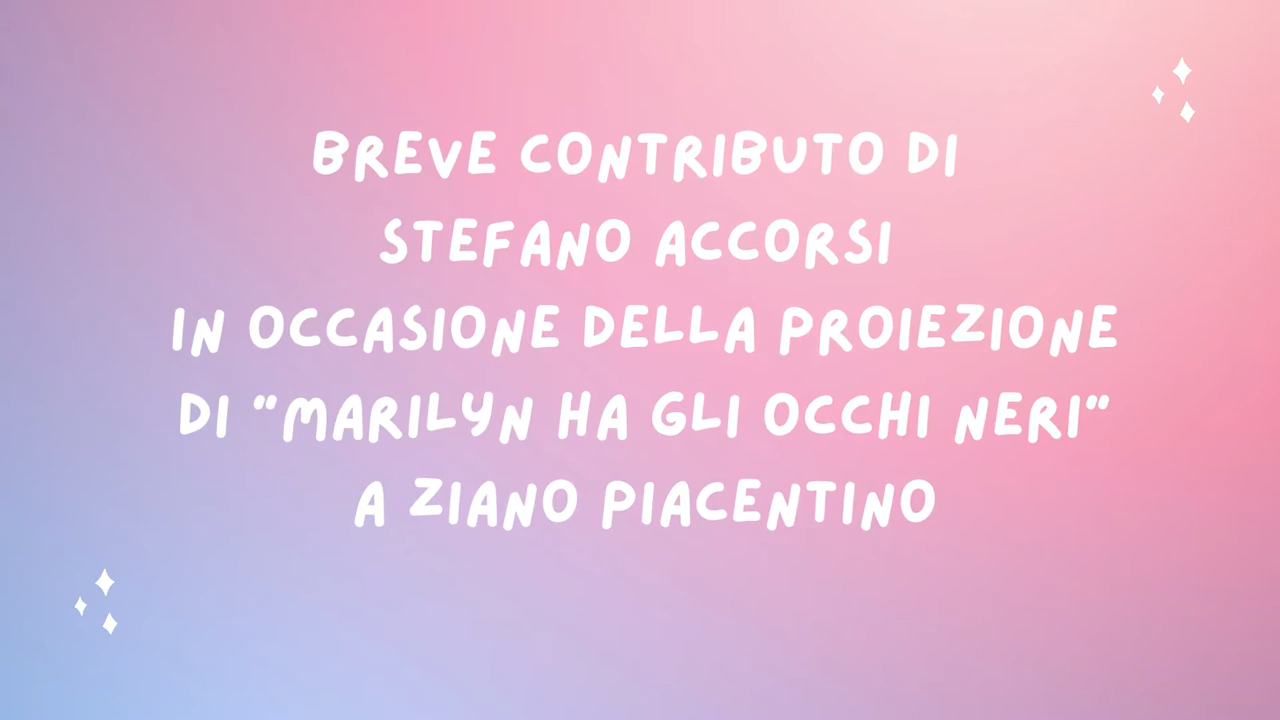 BREVE CONTRIBUTO DI
STEFANO ACCORSI
IN OCCASIONE DELLA PROIEZIONE
DI "MARILYN HA GLI OCCHI NERI"
A ZIANO PIACENTINO